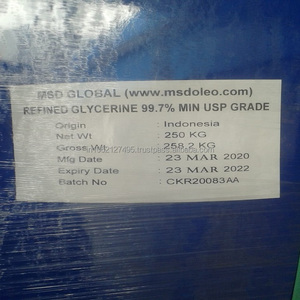 MSD GLOBAL (www.msdoleo.com)
REFINED GLYCERINE 99.7% MIN USP GRADE
Origin : Indonesia
Net Wt : 250 KG
Gross Wt : 258.2 KG
Mfg Date : 23 MAR 2020
Expiry Date : 23 MAR 2022
Batch No : CKR20083AA